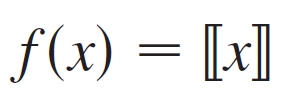 f(x) = ⟦x⟧